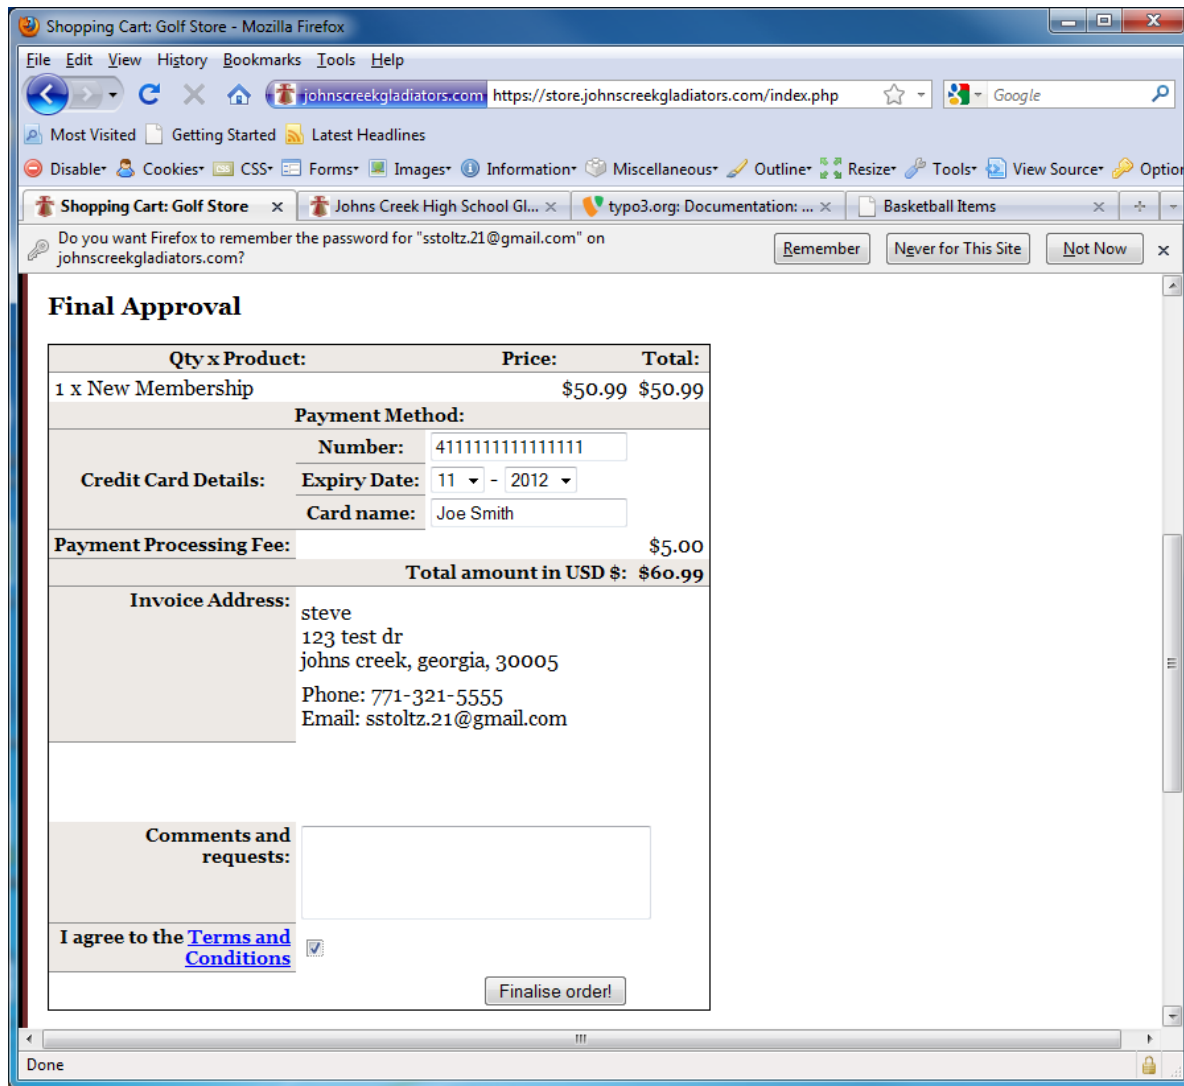 Shopping Cart: Golf Store - Mozilla Firefox
File Edit View History Bookmarks Tools Help
johnscreekgladiators.com https://store.johnscreekgladiators.com/index.php Google
Most Visited Getting Started Latest Headlines
Disable Cookies CSS Forms Images Information Miscellaneous Outline Resize Tools View Source Option
Shopping Cart: Golf Store Johns Creek High School Gl... typo3.org: Documentation: ... Basketball Items
Do you want Firefox to remember the password for "sstoltz.21@gmail.com" on
johnscreekgladiators.com?
Remember Never for This Site Not Now
Final Approval
Qty x Product: Price: Total:
1 x New Membership $50.99 $50.99
Payment Method:
Credit Card Details:
Number: 4111111111111111
Expiry Date: 11 - 2012
Card name: Joe Smith
Payment Processing Fee: $5.00
Total amount in USD $: $60.99
Invoice Address:
steve
123 test dr
johns creek, georgia, 30005
Phone: 771-321-5555
Email: sstoltz.21@gmail.com
Comments and
requests:
I agree to the Terms and
Conditions
Finalise order!
Done